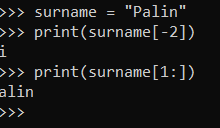 >>> surname = "Palin"
>>> print(surname[-2])
i
>>> print(surname[1:])
alin
>>>